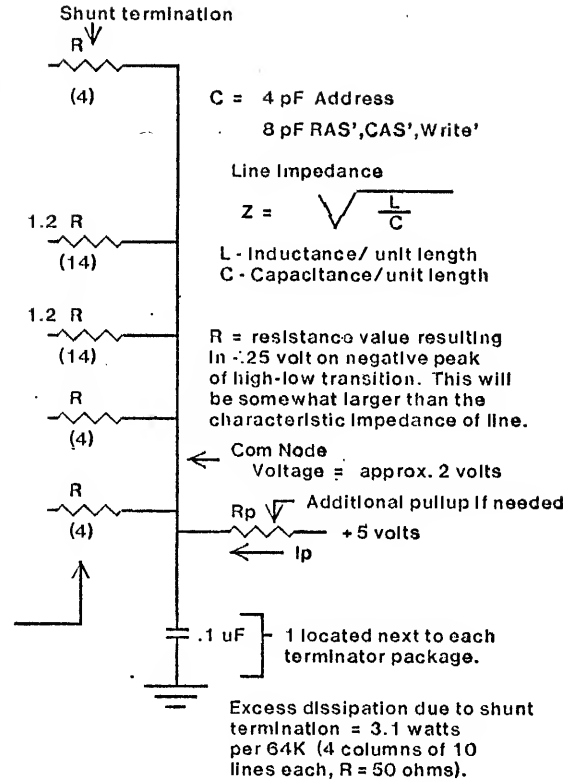 Shunt termination
R
(4)
C = 4 pF Address
8 pF RAS',CAS',Write'
Line Impedance
Z = √ L
C
1.2 R
(14)
L - Inductance/ unit length
C - Capacitance/unit length
1.2 R
(14)
R = resistance value resulting
in -.25 volt on negative peak
of high-low transition. This will
be somewhat larger than the
characteristic impedance of line.
R
(4)
Com Node
Voltage = approx. 2 volts
R
(4)
Rp
Additional pullup if needed
+5 volts
Ip
.1 uF
1 located next to each
terminator package.
Excess dissipation due to shunt
termination = 3.1 watts
per 64K (4 columns of 10
lines each, R = 50 ohms).